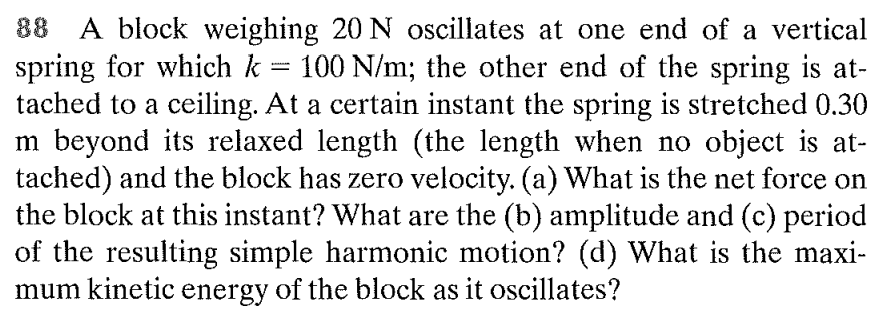 88 A block weighing 20 N oscillates at one end of a vertical
spring for which k = 100 N/m; the other end of the spring is at-
tached to a ceiling. At a certain instant the spring is stretched 0.30
m beyond its relaxed length (the length when no object is at-
tached) and the block has zero velocity. (a) What is the net force on
the block at this instant? What are the (b) amplitude and (c) period
of the resulting simple harmonic motion? (d) What is the maxi-
mum kinetic energy of the block as it oscillates?